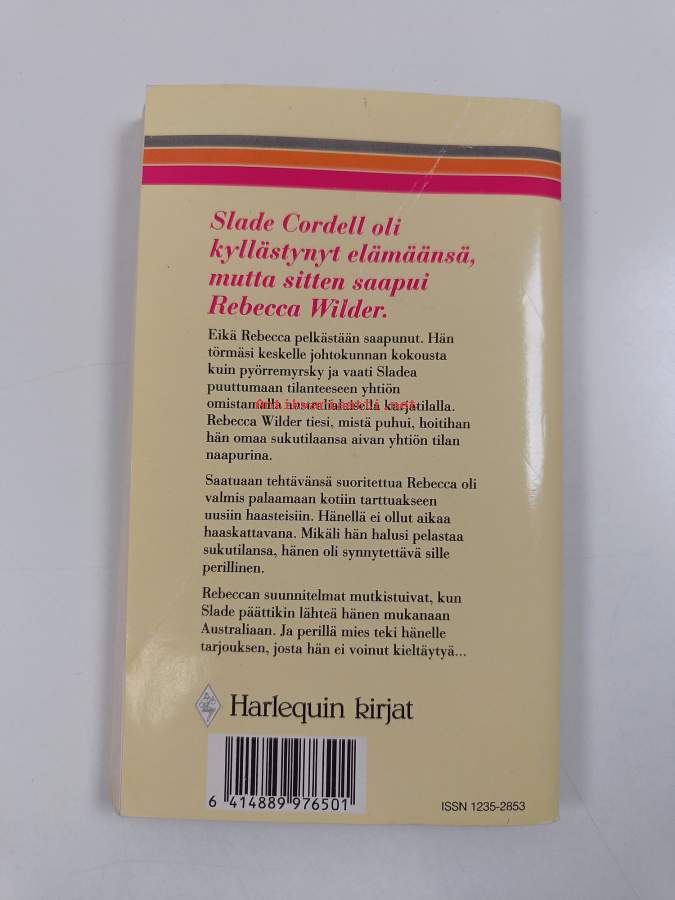 Slade Cordell oli
kyllästynyt elämäänsä,
mutta sitten saapui
Rebecca Wilder.
Eikä Rebecca pelkästään saapunut. Hän
törmäsi keskelle johtokunnan kokousta
kuin pyörremyrsky ja vaati Sladea
puuttumaan tilanteeseen yhtiön
omistamalla australialaisella karjatilalla.
Rebecca Wilder tiesi, mistä puhui, hoitihan
hän omaa sukutilaansa aivan yhtiön tilan
naapurina.
Saatuaan tehtävänsä suoritettua Rebecca oli
valmis palaamaan kotiin tarttuakseen
uusiin haasteisiin. Hänellä ei ollut aikaa
haaskattavana. Mikäli hän halusi pelastaa
sukutilansa, hänen oli synnytettävä sille
perillinen.
Rebeccan suunnitelmat mutkistuivat, kun
Slade päättikin lähteä hänen mukanaan
Australiaan. Ja perillä mies teki hänelle
tarjouksen, josta hän ei voinut kieltäytyä...
Harlequin kirjat
6 414889 976501
ISSN 1235-2853